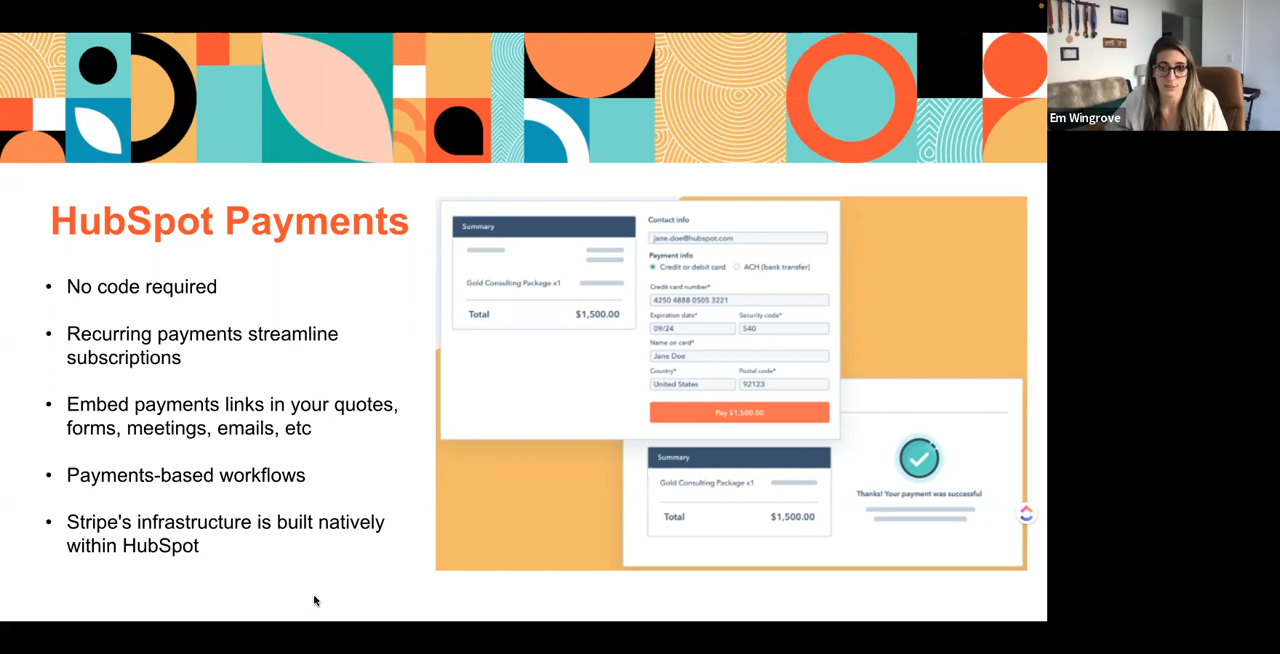 Em Wingrove
HubSpot Payments
• No code required
• Recurring payments streamline
subscriptions
• Embed payments links in your quotes,
forms, meetings, emails, etc
• Payments-based workflows
• Stripe's infrastructure is built natively
within HubSpot
Summary
Gold Consulting Package x1
Total $1,500.00
Contact info
jane.doe@hubspot.com
Payment info
Credit or debit card ACH (bank transfer)
Credit card number*
4250 4888 0505 3221
Expiration date* Security code*
09/24 540
Name on card*
Jane Doe
Country* Postal code*
United States 92123
Pay $1,500.00
Summary
Gold Consulting Package x1
Total $1,500.00
Thanks! Your payment was successful